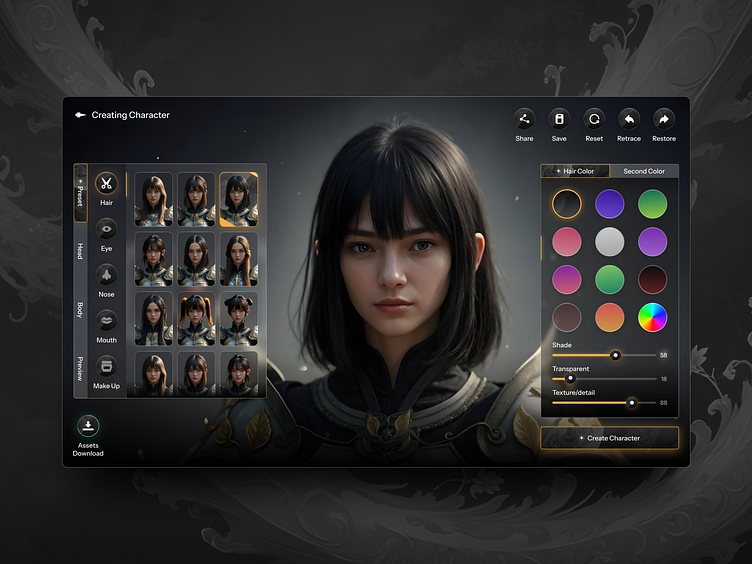 Creating Character
Share
Save
Reset
Retrace
Restore
Preset
Head
Body
Preview
Hair
Eye
Nose
Mouth
Make Up
Assets
Download
Hair Color
Second Color
Shade
58
Transparent
18
Texture/detail
88
Create Character